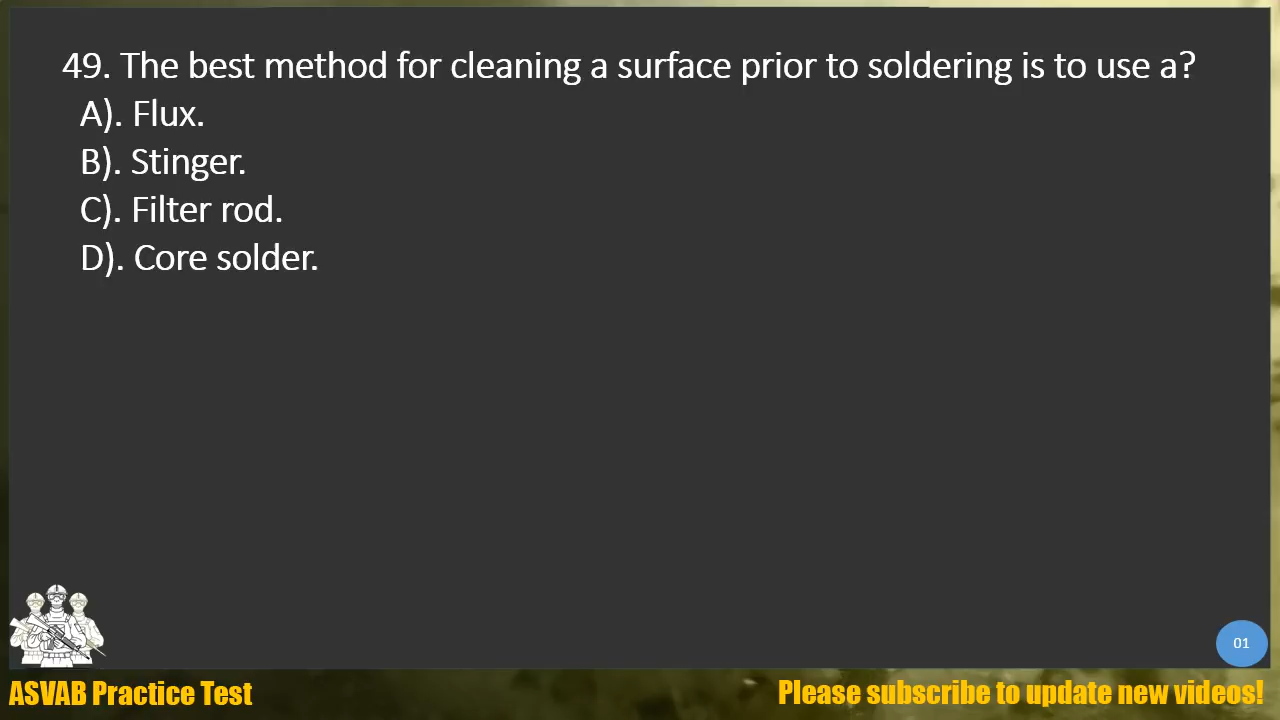 49. The best method for cleaning a surface prior to soldering is to use a?
A). Flux.
B). Stinger.
C). Filter rod.
D). Core solder.
01
ASVAB Practice Test
Please subscribe to update new videos!